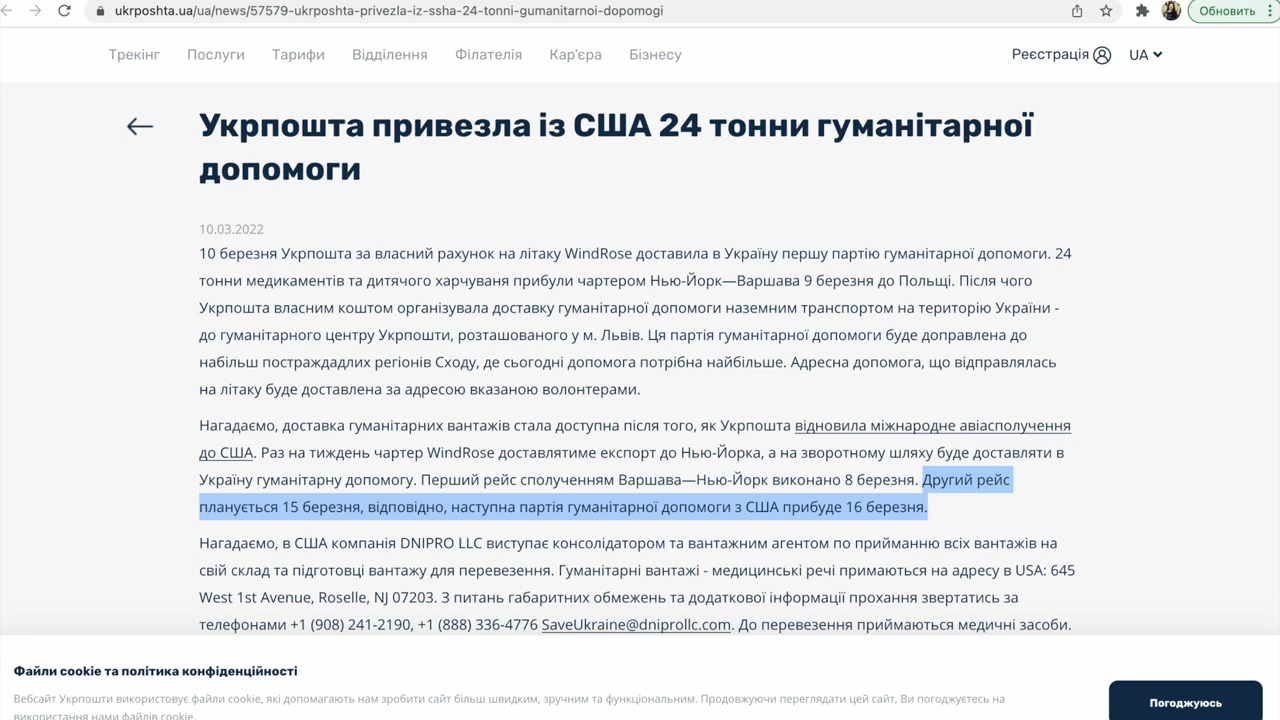 ukrposhta.ua/ua/news/57579-ukrposhta-privezla-iz-ssha-24-tonni-gumanitarnoi-dopomogi
Обновить
Трекінг Послуги Тарифи Відділення Філателія Кар'єра Бізнесу Реєстрація UA
Укрпошта привезла із США 24 тонни гуманітарної
допомоги
10.03.2022
10 березня Укрпошта за власний рахунок на літаку WindRose доставила в Україну першу партію гуманітарної допомоги. 24
тонни медикаментів та дитячого харчуваня прибули чартером Нью-Йорк—Варшава 9 березня до Польщі. Після чого
Укрпошта власним коштом організувала доставку гуманітарної допомоги наземним транспортом на територію України -
до гуманітарного центру Укрпошти, розташованого у м. Львів. Ця партія гуманітарної допомоги буде доправлена до
набільш постраждадлих регіонів Сходу, де сьогодні допомога потрібна найбільше. Адресна допомога, що відправлялась
на літаку буде доставлена за адресою вказаною волонтерами.
Нагадаємо, доставка гуманітарних вантажів стала доступна після того, як Укрпошта відновила міжнародне авіасполучення
до США. Раз на тиждень чартер WindRose доставлятиме експорт до Нью-Йорка, а на зворотному шляху буде доставляти в
Україну гуманітарну допомогу. Перший рейс сполученням Варшава—Нью-Йорк виконано 8 березня. Другий рейс
планується 15 березня, відповідно, наступна партія гуманітарної допомоги з США прибуде 16 березня.
Нагадаємо, в США компанія DNIPRO LLC виступає консолідатором та вантажним агентом по прийманню всіх вантажів на
свій склад та підготовці вантажу для перевезення. Гуманітарні вантажі - медицинські речі примаються на адресу в USA: 645
West 1st Avenue, Roselle, NJ 07203. З питань габаритних обмежень та додаткової інформації прохання звертатись за
телефонами +1 (908) 241-2190, +1 (888) 336-4776 SaveUkraine@dniprollc.com. До перевезення приймаються медичні засоби.
Файли cookie та політика конфіденційності
Вебсайт Укрпошти використовує файли cookie, які допомагають нам зробити сайт більш швидким, зручним та функціональним. Продовжуючи переглядати цей сайт, Ви погоджуєтесь на
використання нами файлів cookie.
Погоджуюсь